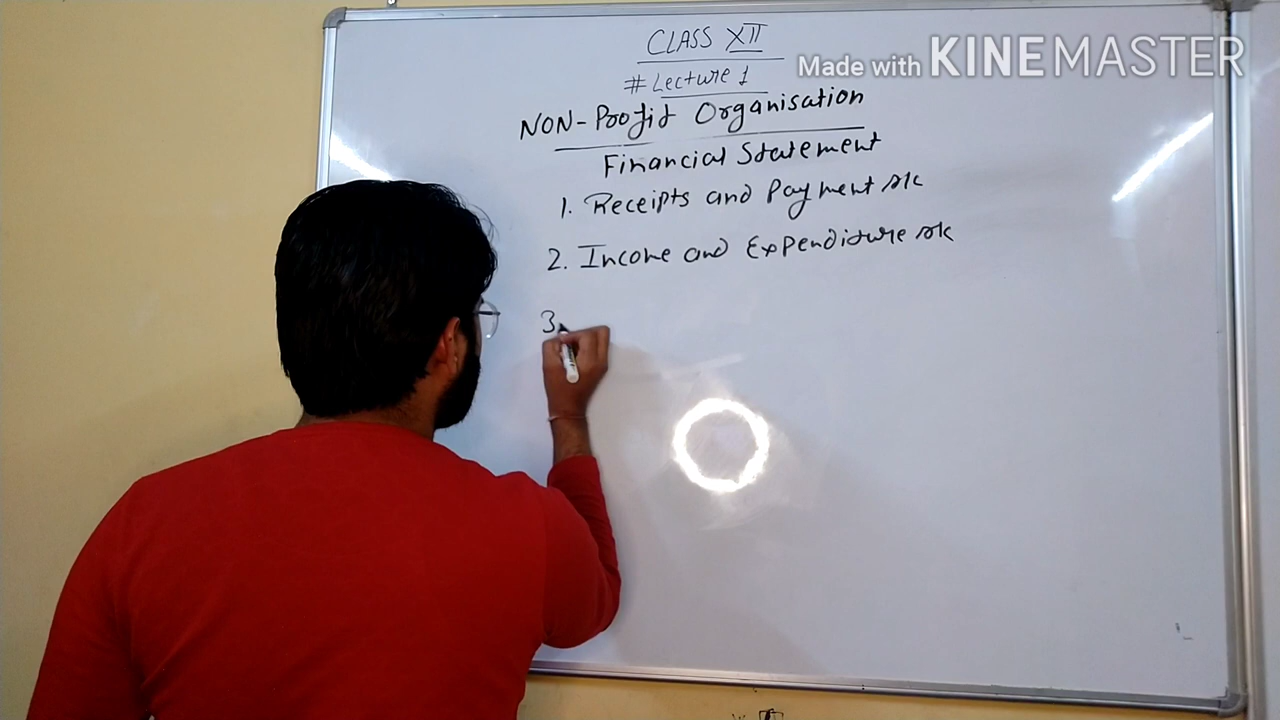 CLASS XII
Made with KINEMASTER
# Lecture 1
NON-Profit Organisation
Financial Statement
1. Receipts and Payment a/c
2. Income and Expenditure a/c
3.